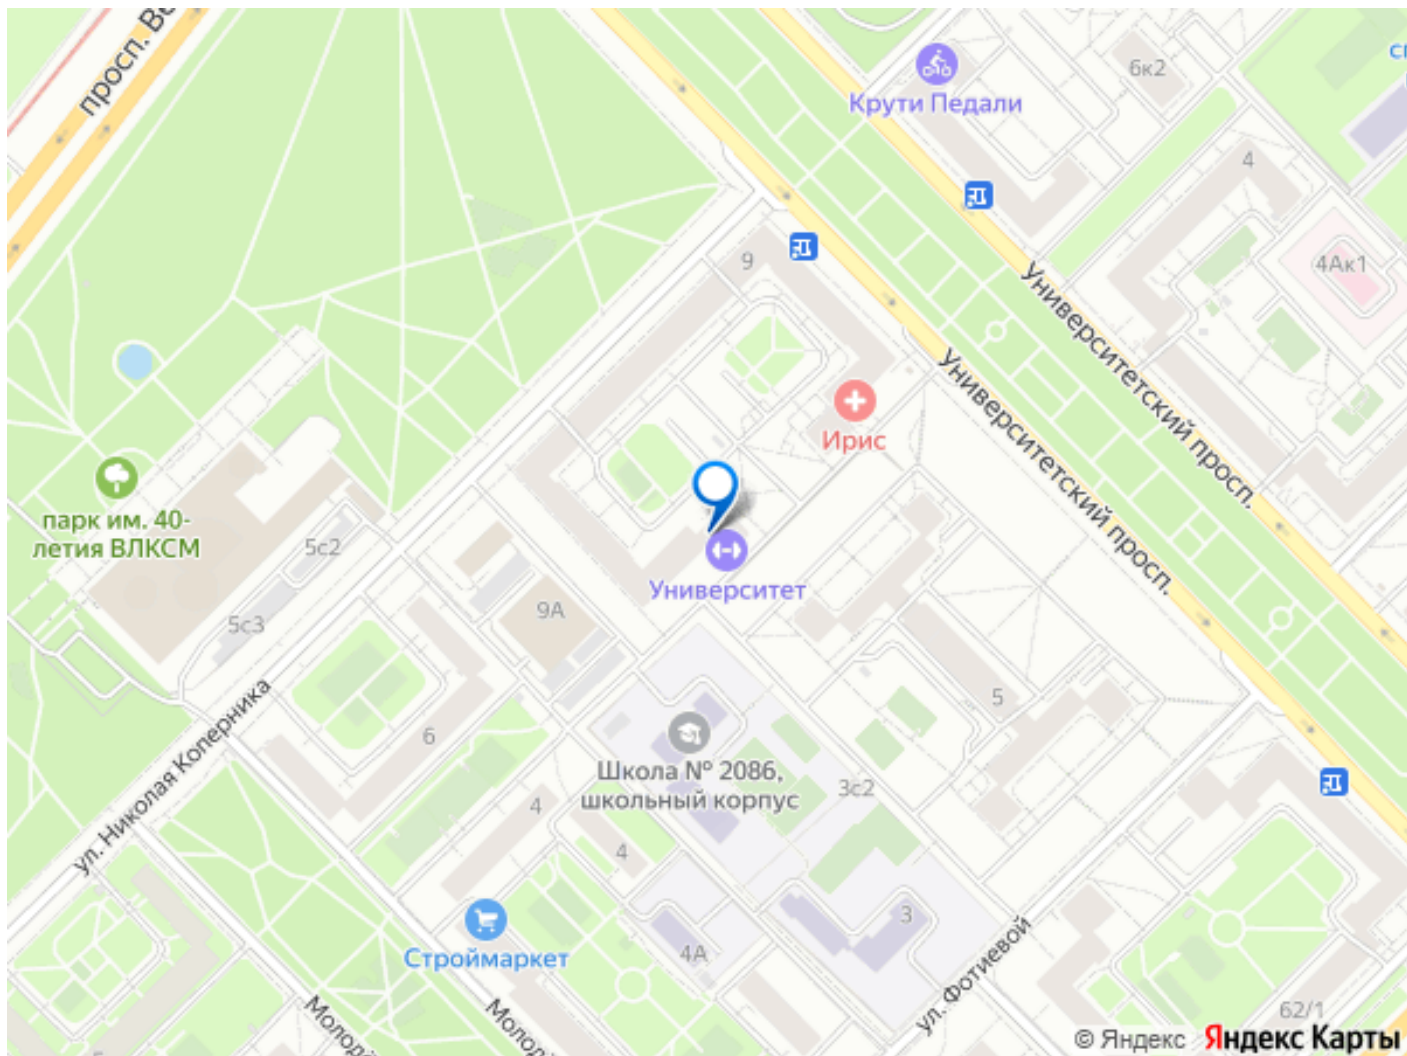 просп. Ве
Крути Педали
6к2
4
4Ак1
9
Университетский просп.
Университетский просп.
Ирис
парк им. 40-
летия ВЛКСМ
5с2
5с3
9А
Университет
6
5
ул. Николая Коперника
Школа № 2086,
школьный корпус
3с2
4
4
3
4А
Строймаркет
ул. Фотиевой
62/1
Молод
Молод
© Яндекс Яндекс Карты